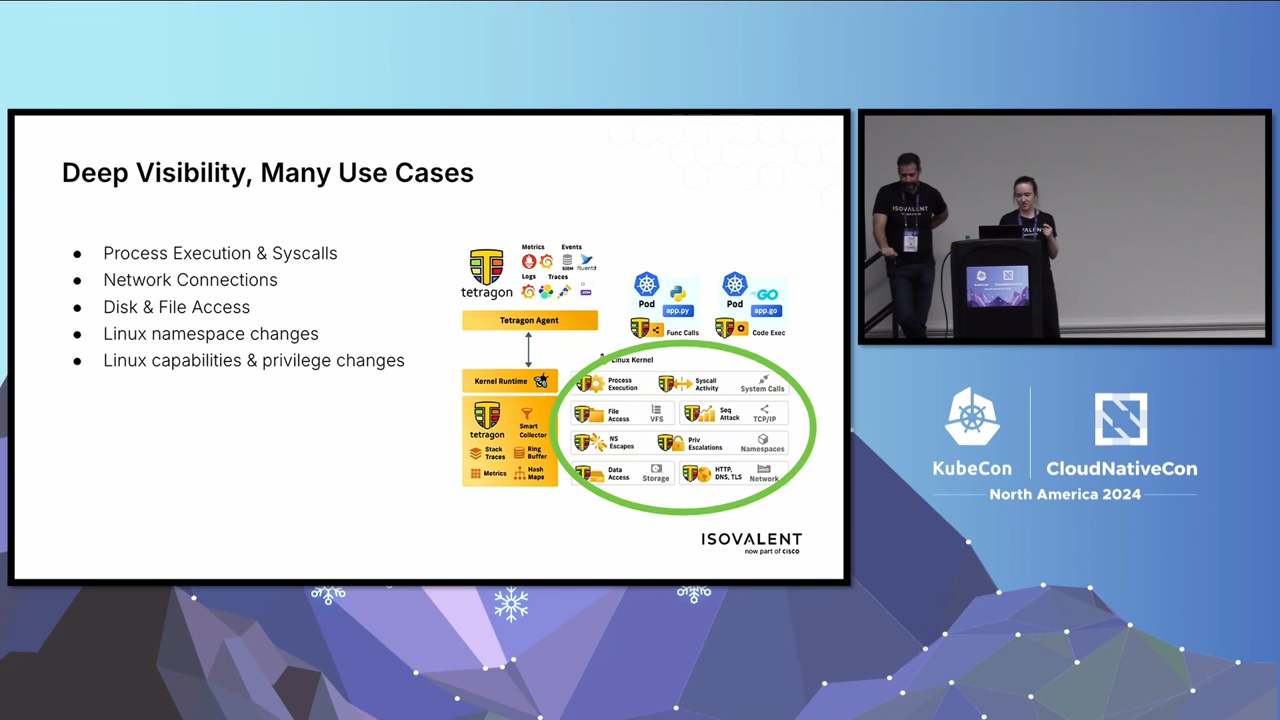 Deep Visibility, Many Use Cases
● Process Execution & Syscalls
● Network Connections
● Disk & File Access
● Linux namespace changes
● Linux capabilities & privilege changes
tetragon
Metrics
Events
SIEM
fluentd
Logs
Traces
Tetragon Agent
Pod
app.py
Func Calls
Pod
GO
app.go
Code Exec
Kernel Runtime
tetragon
Smart
Collector
Stack
Traces
Ring
Buffer
Metrics
Hash
Maps
Linux Kernel
Process
Execution
Syscall
Activity
System Calls
File
Access
VFS
Seq
Attack
TCP/IP
NS
Escapes
Priv
Escalations
Namespaces
Data
Access
Storage
HTTP,
DNS, TLS
Network
ISOVALENT
now part of CISCO
ISOVALENT
KubeCon
CloudNativeCon
North America 2024